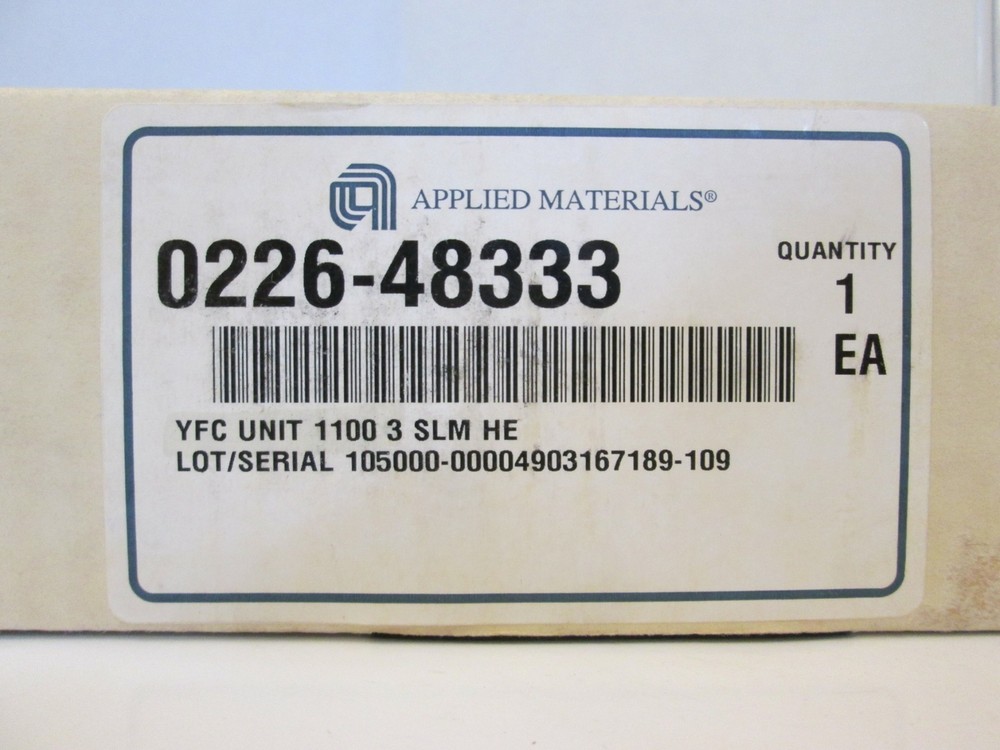 APPLIED MATERIALS®
0226-48333
QUANTITY
1
EA
YFC UNIT 1100 3 SLM HE
LOT/SERIAL 105000-00004903167189-109